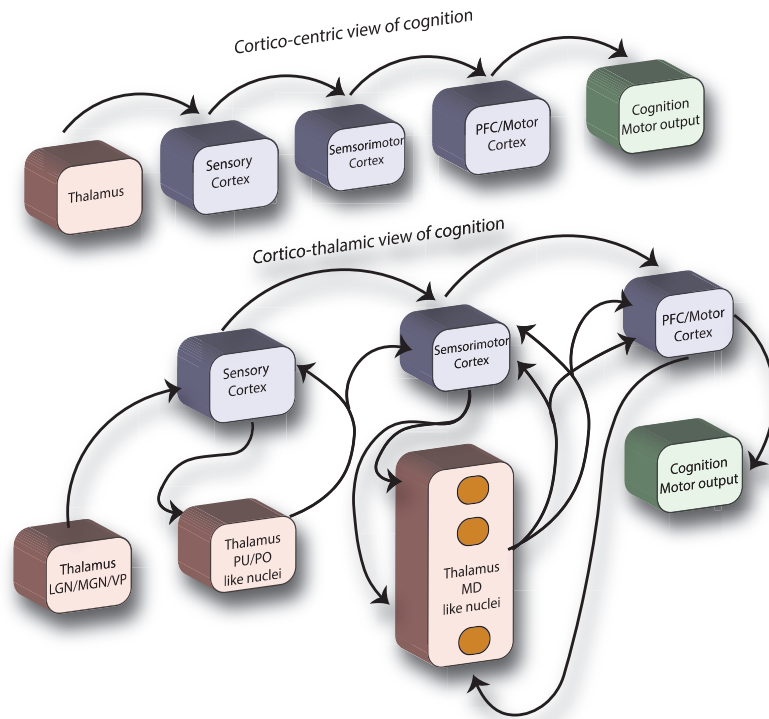 Cortico-centric view of cognition
Thalamus
Sensory
Cortex
Semsorimotor
Cortex
PFC/Motor
Cortex
Cognition
Motor output
Cortico-thalamic view of cognition
Sensory
Cortex
Semsorimotor
Cortex
PFC/Motor
Cortex
Thalamus
LGN/MGN/VP
Thalamus
PU/PO
like nuclei
Thalamus
MD
like nuclei
Cognition
Motor output